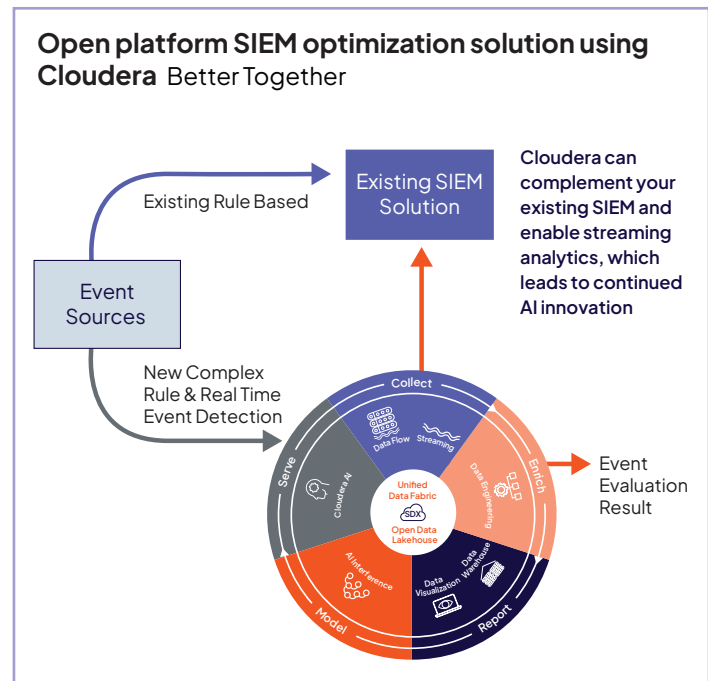 Open platform SIEM optimization solution using
Cloudera Better Together
Existing Rule Based
Existing SIEM
Solution
Cloudera can
complement your
existing SIEM and
enable streaming
analytics, which
leads to continued
AI innovation
Event
Sources
New Complex
Rule & Real Time
Event Detection
Collect
Data Flow
Streaming
Serve
Cloudera AI
Enrich
Data Engineering
Unified
Data Fabric
SDX
Open Data
Lakehouse
Event
Evaluation
Result
Model
AI Interference
Report
Data
Visualization
Data
Warehouse